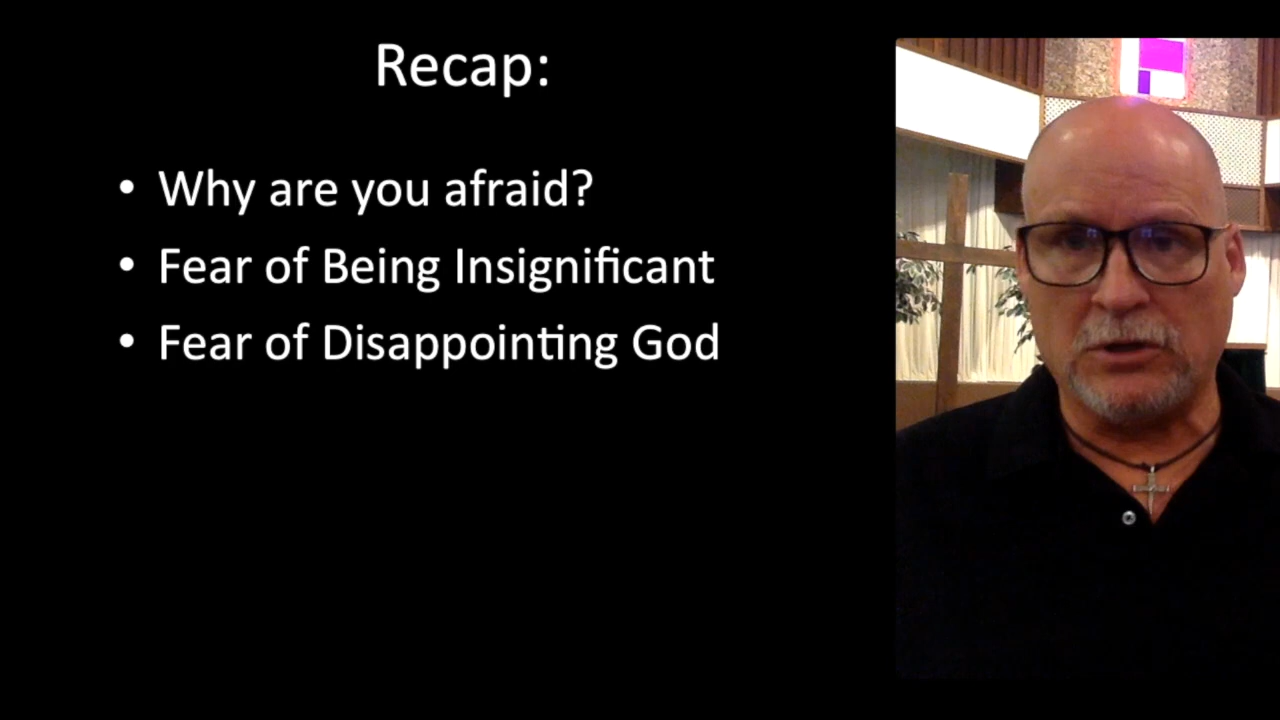 Recap:
• Why are you afraid?
• Fear of Being Insignificant
• Fear of Disappointing God